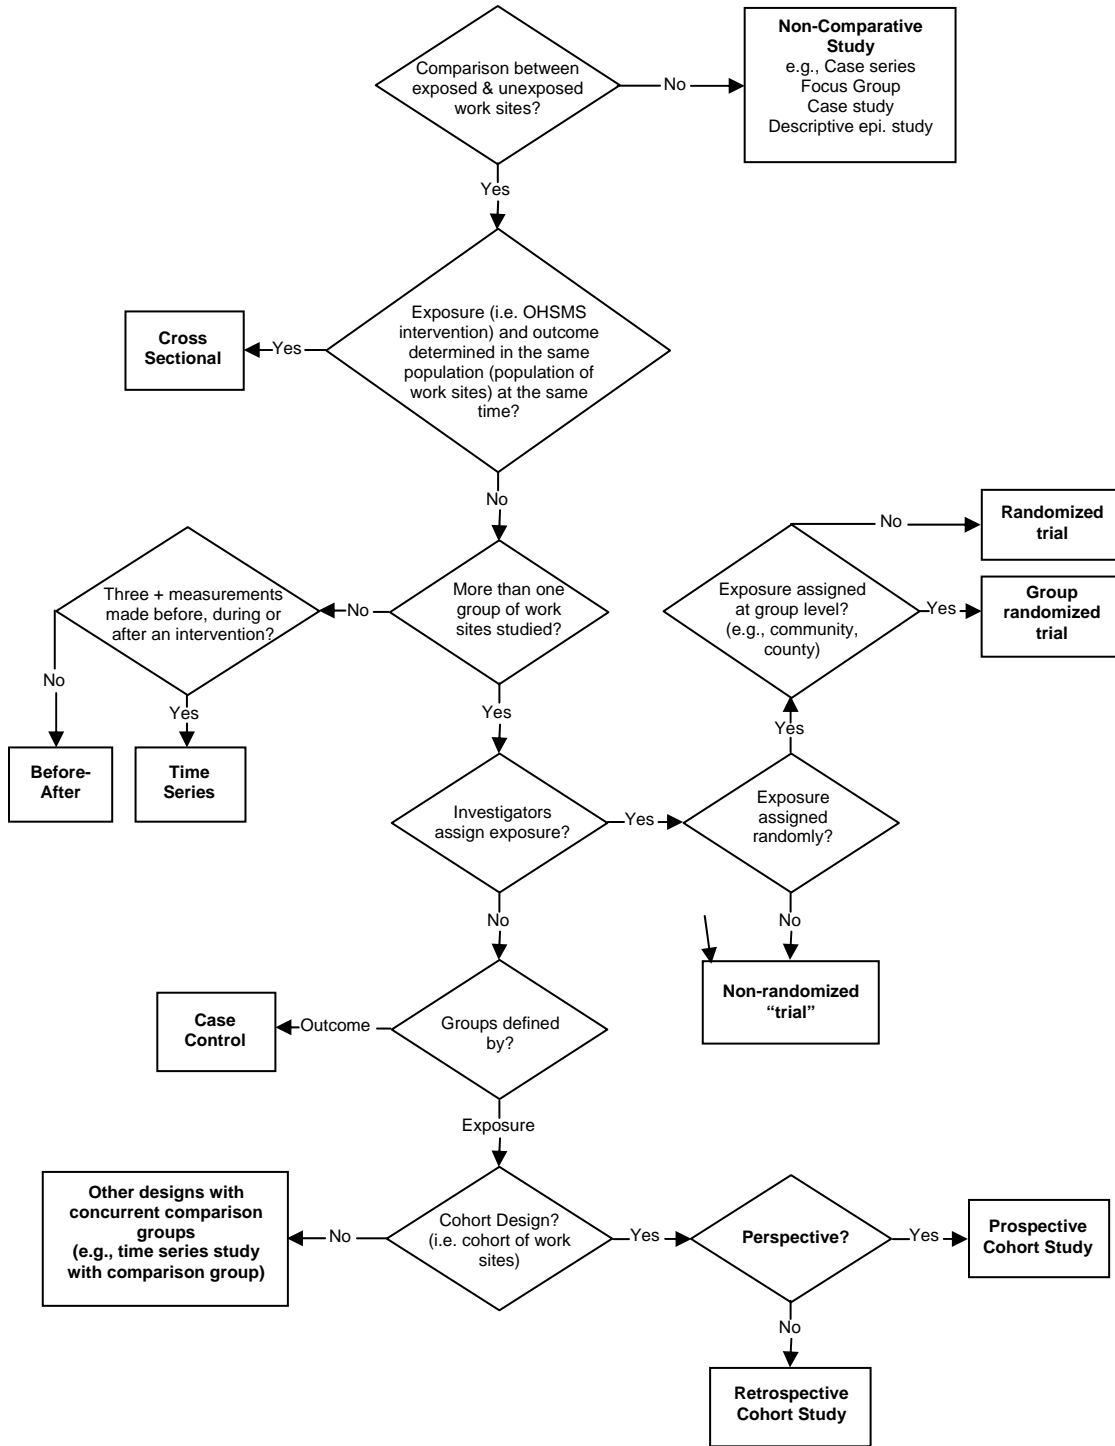 Comparison between
exposed & unexposed
work sites?
No
Non-Comparative
Study
e.g., Case series
Focus Group
Case study
Descriptive epi. study
Yes
Exposure (i.e. OHSMS
intervention) and outcome
determined in the same
population (population of
work sites) at the same
time?
Yes
Cross
Sectional
No
More than one
group of work
sites studied?
No
Three + measurements
made before, during or
after an intervention?
No
Yes
Before-
After
Time
Series
Yes
Investigators
assign exposure?
Yes
Exposure
assigned
randomly?
Yes
Exposure assigned
at group level?
(e.g., community,
county)
No
Randomized
trial
Yes
Group
randomized
trial
No
Non-randomized
“trial”
No
Groups defined
by?
Outcome
Case
Control
Exposure
Cohort Design?
(i.e. cohort of work
sites)
No
Other designs with
concurrent comparison
groups
(e.g., time series study
with comparison group)
Yes
Perspective?
Yes
Prospective
Cohort Study
No
Retrospective
Cohort Study